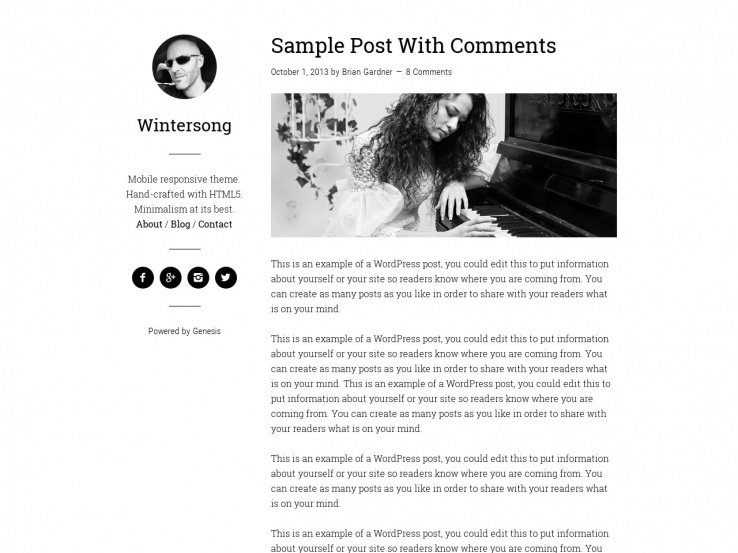 Wintersong
Mobile responsive theme.
Hand-crafted with HTML5.
Minimalism at its best.
About / Blog / Contact
Powered by Genesis
Sample Post With Comments
October 1, 2013 by Brian Gardner — 8 Comments
This is an example of a WordPress post, you could edit this to put information
about yourself or your site so readers know where you are coming from. You
can create as many posts as you like in order to share with your readers what
is on your mind.
This is an example of a WordPress post, you could edit this to put information
about yourself or your site so readers know where you are coming from. You
can create as many posts as you like in order to share with your readers what
is on your mind. This is an example of a WordPress post, you could edit this to
put information about yourself or your site so readers know where you are
coming from. You can create as many posts as you like in order to share with
your readers what is on your mind.
This is an example of a WordPress post, you could edit this to put information
about yourself or your site so readers know where you are coming from. You
can create as many posts as you like in order to share with your readers what
is on your mind.
This is an example of a WordPress post, you could edit this to put information
about yourself or your site so readers know where you are coming from. You